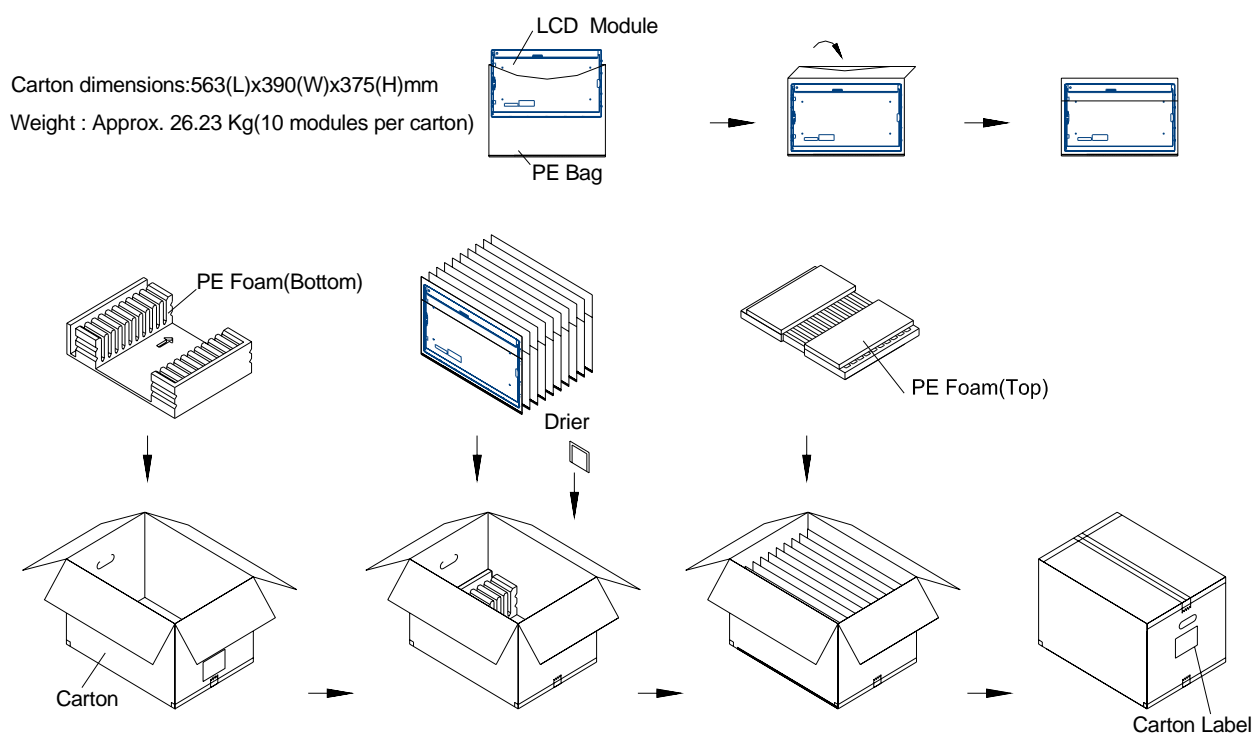 LCD Module
Carton dimensions:563(L)x390(W)x375(H)mm
Weight : Approx. 26.23 Kg(10 modules per carton)
PE Bag
PE Foam(Bottom)
PE Foam(Top)
Drier
Carton
Carton Label